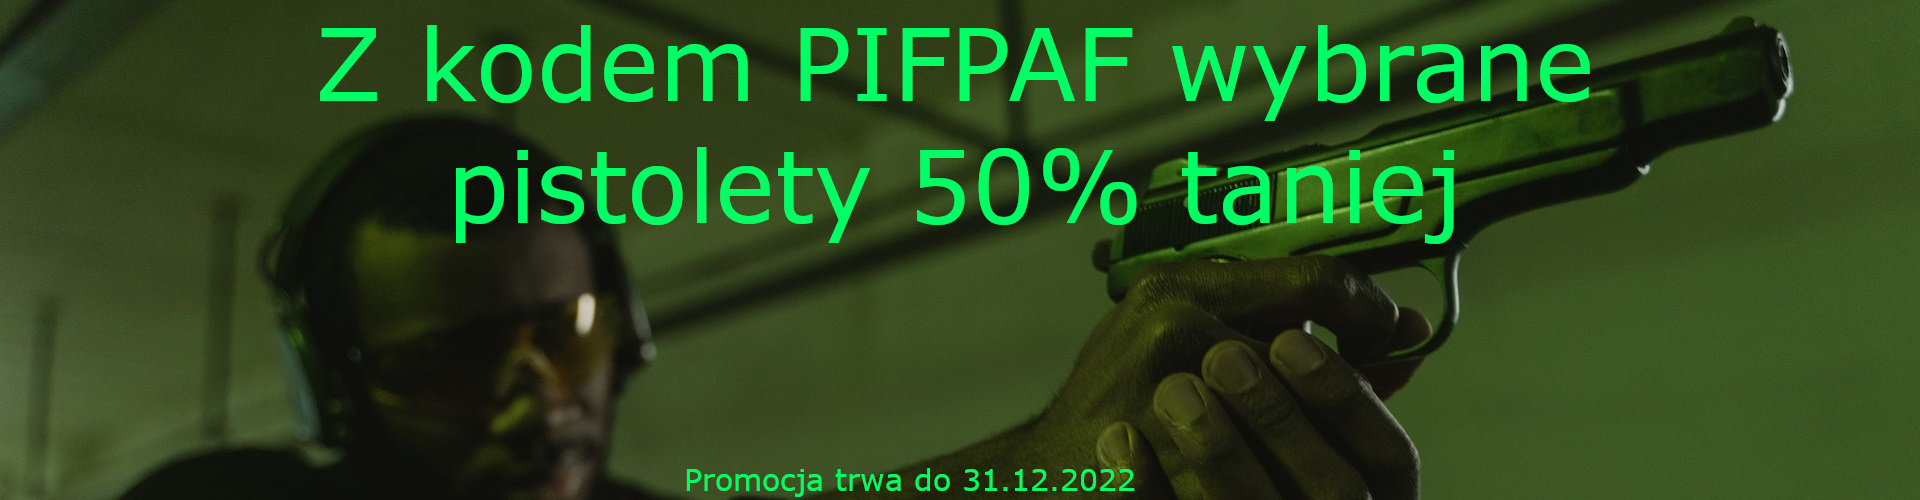 Z kodem PIFPAF wybrane
pistolety 50% taniej
Promocja trwa do 31.12.2022